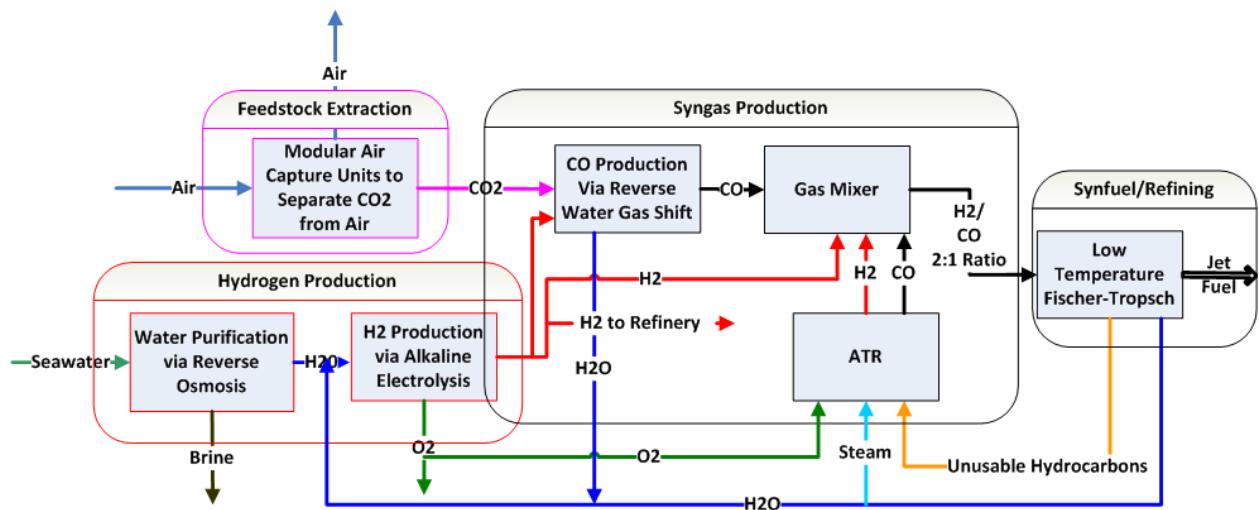 Air
Feedstock Extraction
Modular Air
Capture Units to
Separate CO2
from Air
Air
CO2
Syngas Production
CO Production
Via Reverse
Water Gas Shift
CO
Gas Mixer
H2/
CO
2:1 Ratio
Synfuel/Refining
Low
Temperature
Fischer-Tropsch
Jet
Fuel
Hydrogen Production
Seawater
Water Purification
via Reverse
Osmosis
H20
H2 Production
via Alkaline
Electrolysis
H2
H2 to Refinery
H2O
H2
CO
ATR
Brine
O2
O2
Steam
Unusable Hydrocarbons
H2O